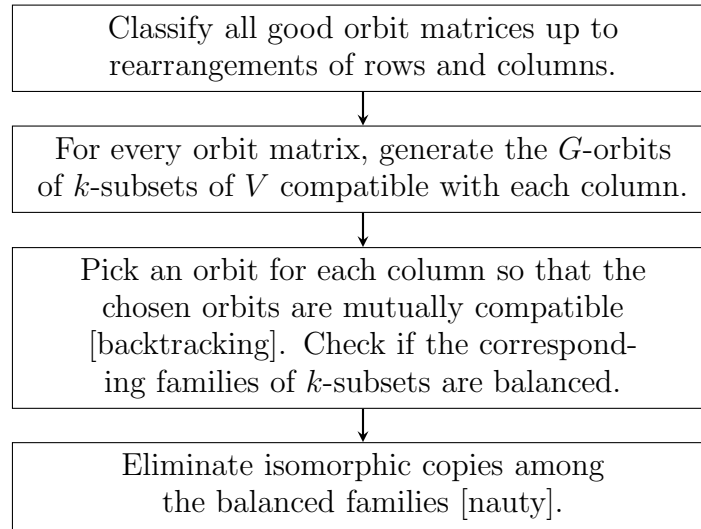 Classify all good orbit matrices up to
rearrangements of rows and columns.
For every orbit matrix, generate the G-orbits
of k-subsets of V compatible with each column.
Pick an orbit for each column so that the
chosen orbits are mutually compatible
[backtracking]. Check if the correspond-
ing families of k-subsets are balanced.
Eliminate isomorphic copies among
the balanced families [nauty].